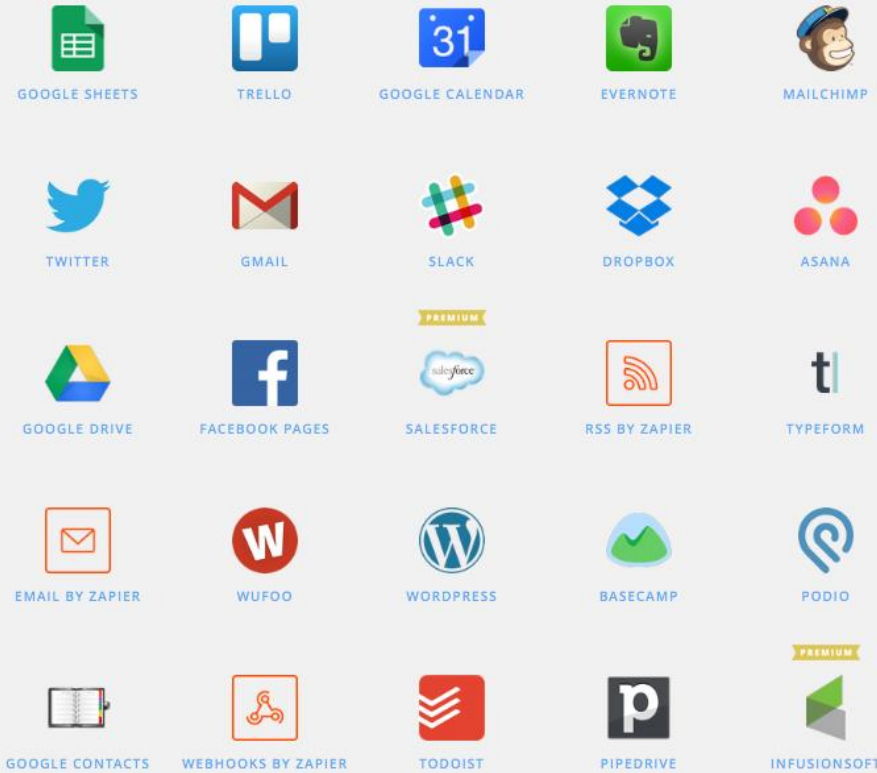 31
GOOGLE SHEETS
TRELLO
GOOGLE CALENDAR
EVERNOTE
MAILCHIMP
TWITTER
GMAIL
SLACK
DROPBOX
ASANA
PREMIUM
salesforce
f
tl
GOOGLE DRIVE
FACEBOOK PAGES
SALESFORCE
RSS BY ZAPIER
TYPEFORM
W
W
EMAIL BY ZAPIER
WUFOO
WORDPRESS
BASECAMP
PODIO
PREMIUM
p
GOOGLE CONTACTS
WEBHOOKS BY ZAPIER
TODOIST
PIPEDRIVE
INFUSIONSOFT